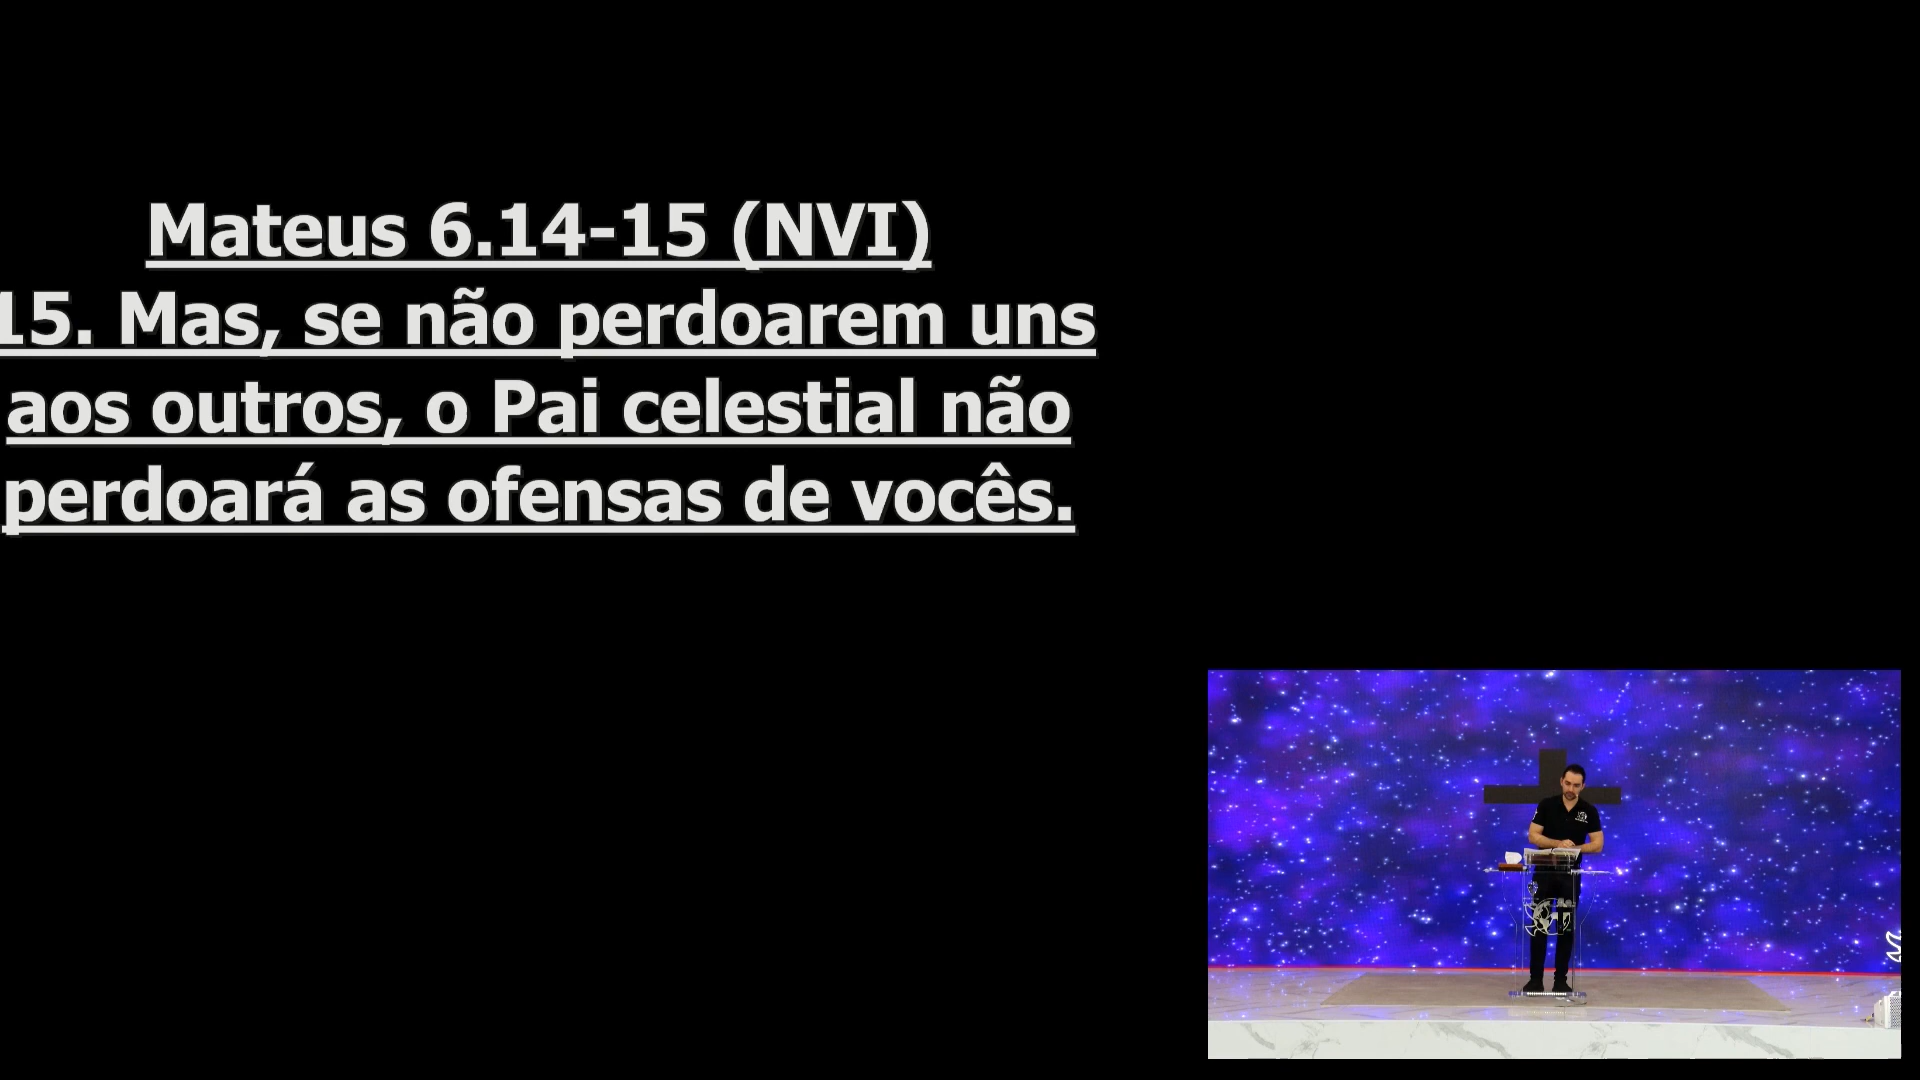 Mateus 6.14-15 (NVI)
15. Mas, se não perdoarem uns
aos outros, o Pai celestial não
perdoará as ofensas de vocês.